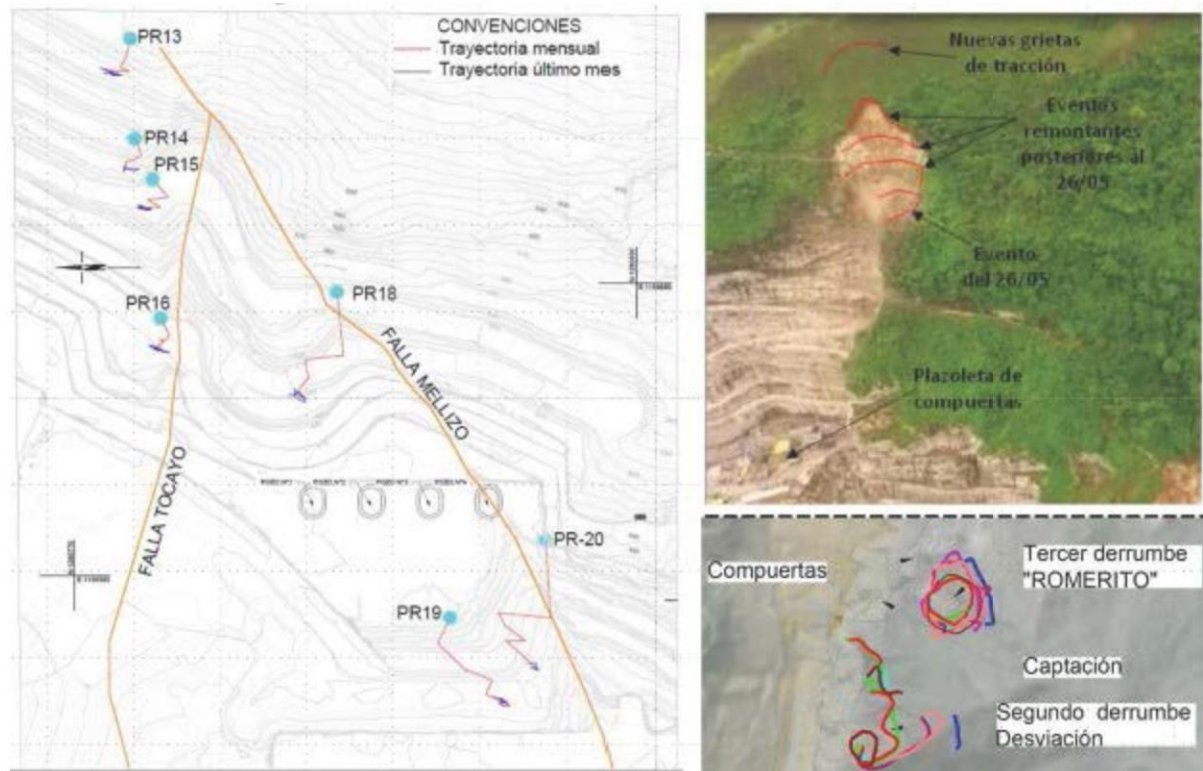 CONVENCIONES
Trayectoria mensual
Trayectoria último mes
PR13
PR14
PR15
PR16
PR18
FALLA MELLIZO
FALLA TOCAYO
PR-20
PR19
Nuevas grietas
de tracción
Eventos
remontantes
posteriores al
26/05
Evento
del 26/05
Plazoleta de
compuertas
Compuertas
Tercer derrumbe
"ROMERITO"
Captación
Segundo derrumbe
Desviación